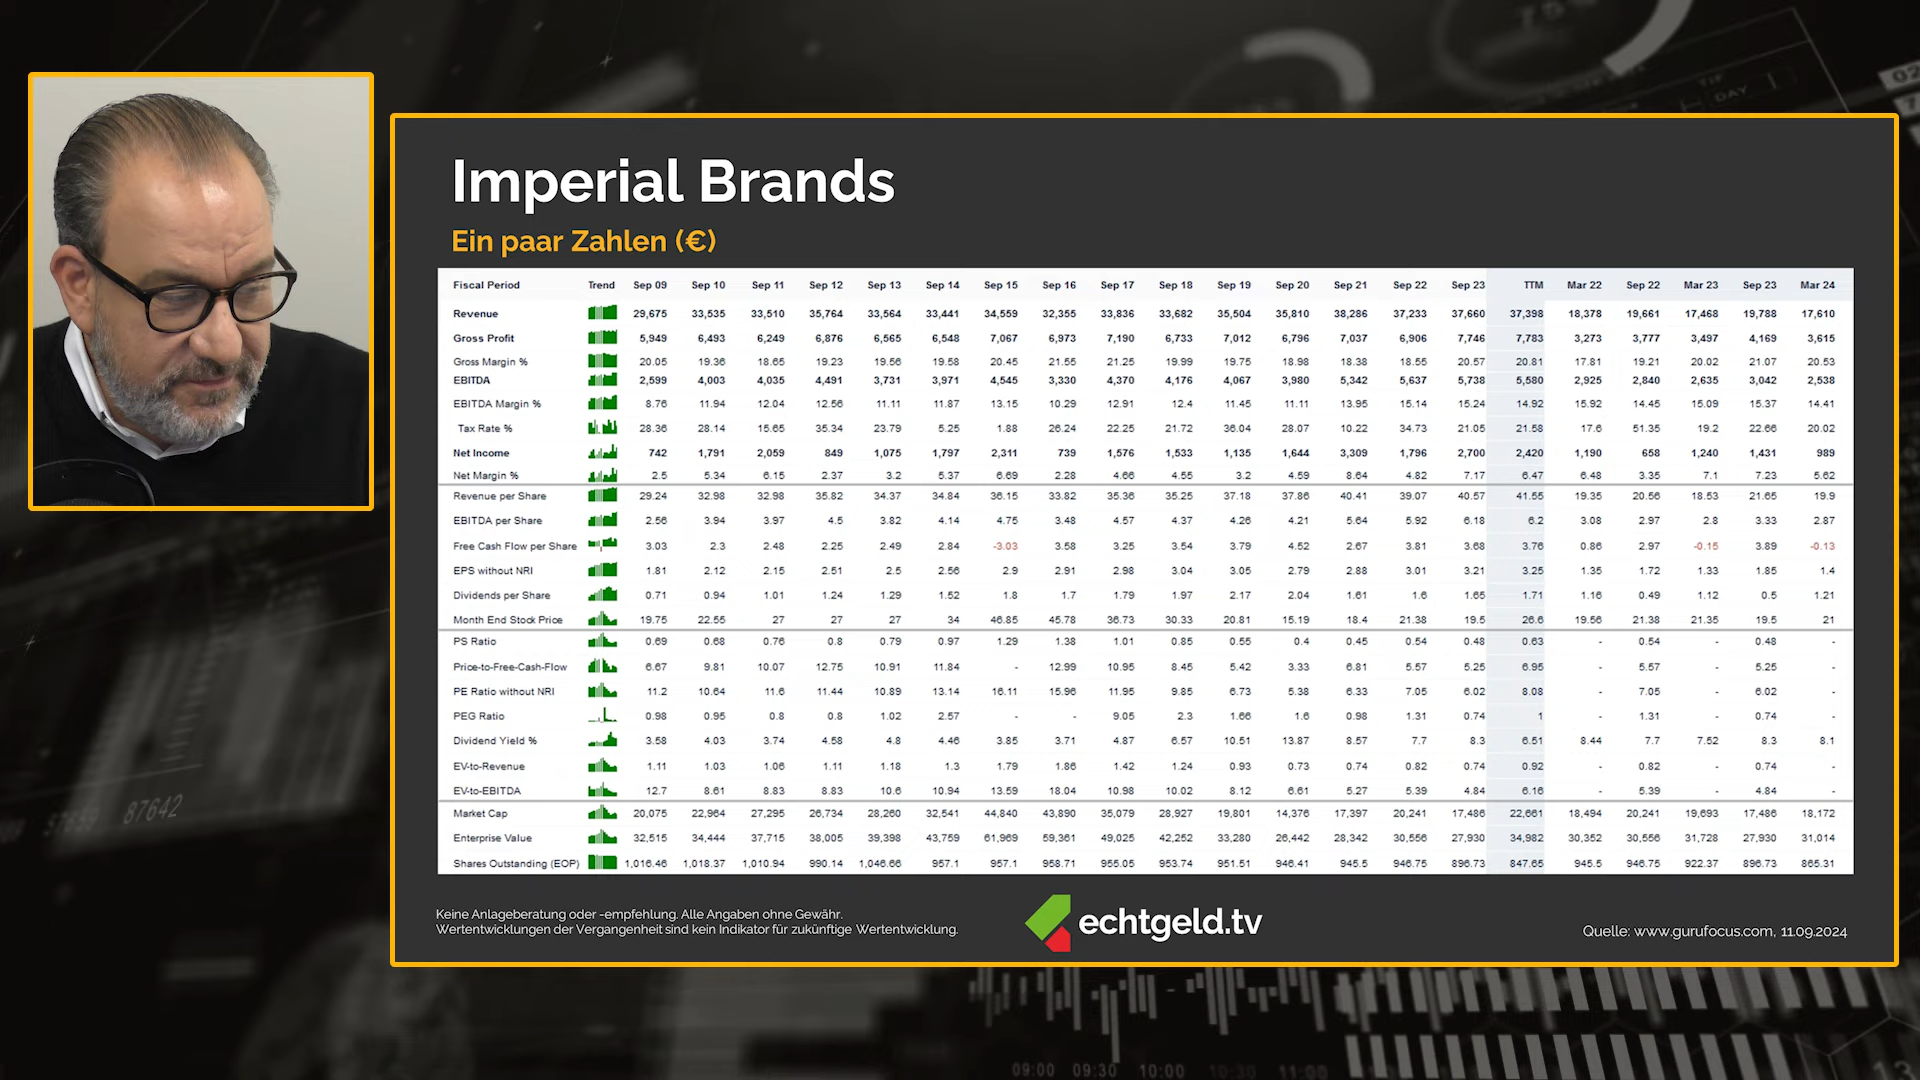 Imperial Brands
Ein paar Zahlen (€)
Fiscal Period Trend Sep 09 Sep 10 Sep 11 Sep 12 Sep 13 Sep 14 Sep 15 Sep 16 Sep 17 Sep 18 Sep 19 Sep 20 Sep 21 Sep 22 Sep 23 TTM Mar 22 Sep 22 Mar 23 Sep 23 Mar 24
Revenue 29,675 33,535 33,510 35,764 33,564 33,441 34,559 32,355 33,836 33,682 35,504 35,810 38,286 37,233 37,660 37,398 18,378 19,661 17,468 19,788 17,610
Gross Profit 5,949 6,493 6,249 6,876 6,565 6,548 7,067 6,973 7,190 6,733 7,012 6,796 7,037 6,906 7,746 7,783 3,273 3,777 3,497 4,169 3,615
Gross Margin % 20.05 19.36 18.65 19.23 19.56 19.58 20.45 21.55 21.25 19.99 19.75 18.98 18.38 18.55 20.57 20.81 17.81 19.21 20.02 21.07 20.53
EBITDA 2,599 4,003 4,035 4,491 3,731 3,971 4,545 3,330 4,370 4,176 4,067 3,980 5,342 5,637 5,738 5,580 2,925 2,840 2,635 3,042 2,538
EBITDA Margin % 8.76 11.94 12.04 12.56 11.11 11.87 13.15 10.29 12.91 12.4 11.45 11.11 13.95 15.14 15.24 14.92 15.92 14.45 15.09 15.37 14.41
Tax Rate % 28.36 28.14 15.65 35.34 23.79 5.25 1.88 26.24 22.25 21.72 36.04 28.07 10.22 34.73 21.05 21.58 17.6 51.35 19.2 22.66 20.02
Net Income 742 1,791 2,059 849 1,075 1,797 2,311 739 1,576 1,533 1,135 1,644 3,309 1,796 2,700 2,420 1,190 658 1,240 1,431 989
Net Margin % 2.5 5.34 6.15 2.37 3.2 5.37 6.69 2.28 4.66 4.55 3.2 4.59 8.64 4.82 7.17 6.47 6.48 3.35 7.1 7.23 5.62
Revenue per Share 29.24 32.98 32.98 35.82 34.37 34.84 36.15 33.82 35.36 35.25 37.18 37.86 40.41 39.07 40.57 41.55 19.35 20.56 18.53 21.65 19.9
EBITDA per Share 2.56 3.94 3.97 4.5 3.82 4.14 4.75 3.48 4.57 4.37 4.26 4.21 5.64 5.92 6.18 6.2 3.08 2.97 2.8 3.33 2.87
Free Cash Flow per Share 3.03 2.3 2.48 2.25 2.49 2.84 -3.03 3.58 3.25 3.54 3.79 4.52 2.67 3.81 3.68 3.76 0.86 2.97 -0.15 3.89 -0.13
EPS without NRI 1.81 2.12 2.15 2.51 2.5 2.56 2.9 2.91 2.98 3.04 3.05 2.79 2.88 3.01 3.21 3.25 1.35 1.72 1.33 1.85 1.4
Dividends per Share 0.71 0.94 1.01 1.24 1.29 1.52 1.8 1.7 1.79 1.97 2.17 2.04 1.61 1.6 1.65 1.71 1.16 0.49 1.12 0.5 1.21
Month End Stock Price 19.75 22.55 27 27 27 34 46.85 45.78 36.73 30.33 20.81 15.19 18.4 21.38 19.5 26.6 19.56 21.38 21.35 19.5 21
PS Ratio 0.69 0.68 0.76 0.8 0.79 0.97 1.29 1.38 1.01 0.85 0.55 0.4 0.45 0.54 0.48 0.63 - 0.54 - 0.48 -
Price-to-Free-Cash-Flow 6.67 9.81 10.07 12.75 10.91 11.84 - 12.99 10.95 8.45 5.42 3.33 6.81 5.57 5.25 6.95 - 5.57 - 5.25 -
PE Ratio without NRI 11.2 10.64 11.6 11.44 10.89 13.14 16.11 15.96 11.95 9.85 6.73 5.38 6.33 7.05 6.02 8.08 - 7.05 - 6.02 -
PEG Ratio 0.98 0.95 0.8 0.8 1.02 2.57 - - 9.05 2.3 1.66 1.6 0.98 1.31 0.74 1 - 1.31 - 0.74 -
Dividend Yield % 3.58 4.03 3.74 4.58 4.8 4.46 3.85 3.71 4.87 6.57 10.51 13.87 8.57 7.7 8.3 6.51 8.44 7.7 7.52 8.3 8.1
EV-to-Revenue 1.11 1.03 1.06 1.11 1.18 1.3 1.79 1.86 1.42 1.24 0.93 0.73 0.74 0.82 0.74 0.92 - 0.82 - 0.74 -
EV-to-EBITDA 12.7 8.61 8.83 8.83 10.6 10.94 13.59 18.04 10.98 10.02 8.12 6.61 5.27 5.39 4.84 6.16 - 5.39 - 4.84 -
Market Cap 20,075 22,964 27,295 26,734 28,260 32,541 44,840 43,890 35,079 28,927 19,801 14,376 17,397 20,241 17,486 22,661 18,494 20,241 19,693 17,486 18,172
Enterprise Value 32,515 34,444 37,715 38,005 39,398 43,759 61,969 59,361 49,025 42,252 33,280 26,442 28,342 30,556 27,930 34,982 30,352 30,556 31,728 27,930 31,014
Shares Outstanding (EOP) 1,016.46 1,018.37 1,010.94 990.14 1,046.66 957.1 957.1 958.71 955.05 953.74 951.51 946.41 945.5 946.75 896.73 847.65 945.5 946.75 922.37 896.73 865.31
Keine Anlageberatung oder -empfehlung. Alle Angaben ohne Gewähr.
Wertentwicklungen der Vergangenheit sind kein Indikator für zukünftige Wertentwicklung.
echtgeld.tv
Quelle: www.gurufocus.com, 11.09.2024
87642
09:00 09:30 10:00 10:30 11:00